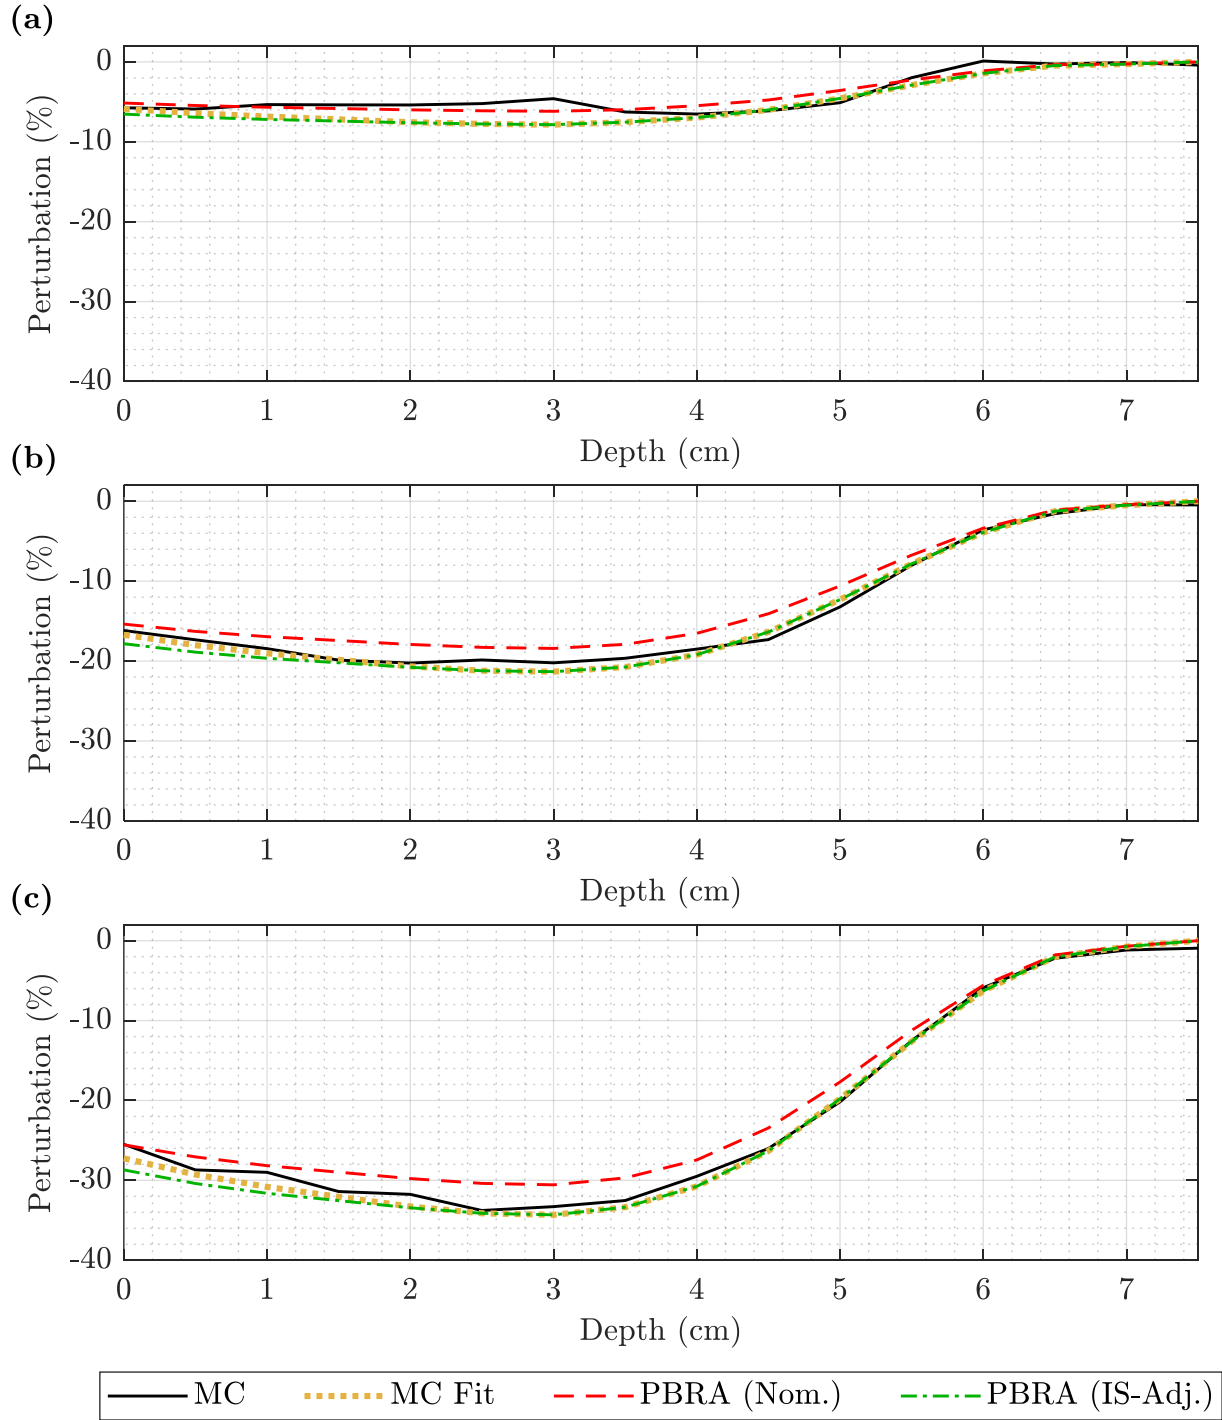 (a)
0
-10
-20
-30
-40
Perturbation (%)
0 1 2 3 4 5 6 7
Depth (cm)
(b)
0
-10
-20
-30
-40
Perturbation (%)
0 1 2 3 4 5 6 7
Depth (cm)
(c)
0
-10
-20
-30
-40
Perturbation (%)
0 1 2 3 4 5 6 7
Depth (cm)
MC MC Fit PBRA (Nom.) PBRA (IS-Adj.)